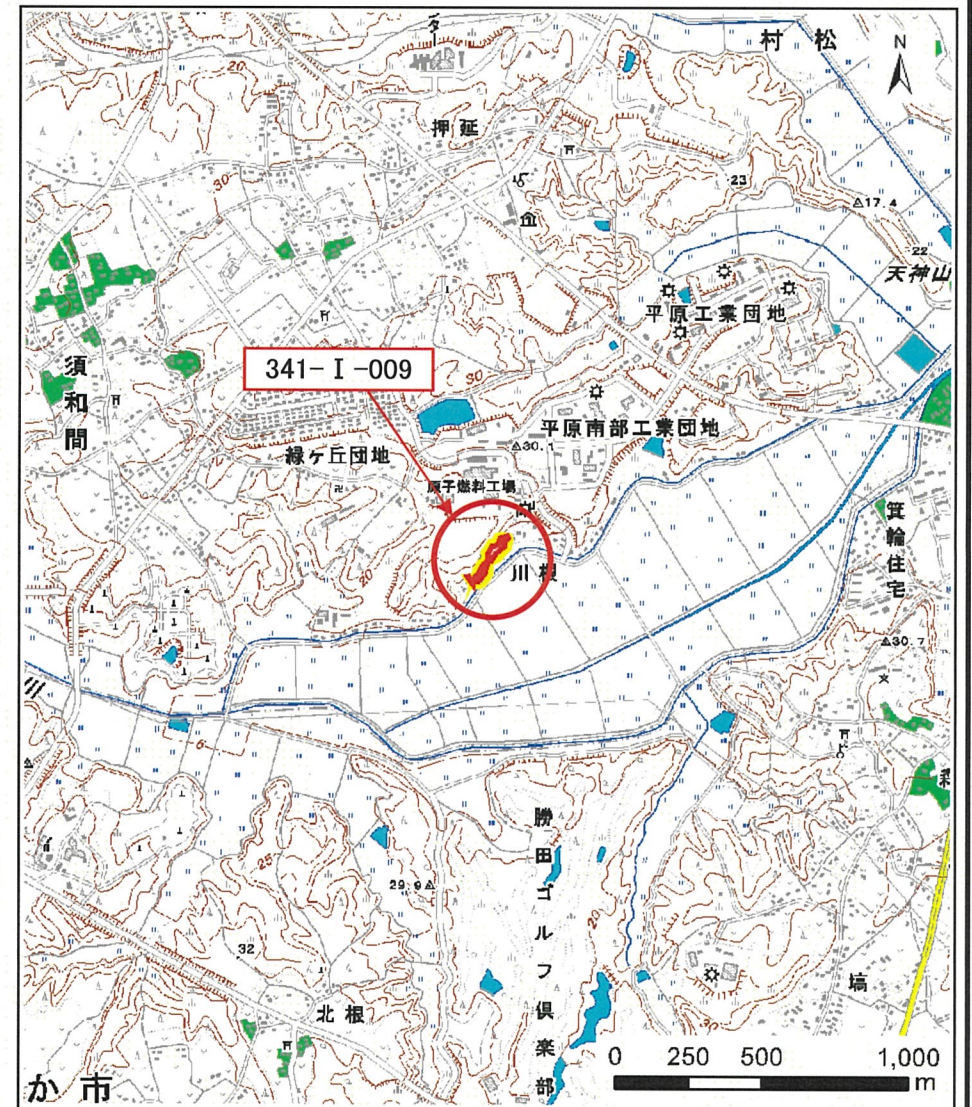 村松
N
20
押延
30
23
17.4
22
天神山
平原工業団地
須和間
341-Ⅰ-009
30
平原南部工業団地
30.1
緑ヶ丘団地
原子燃料工場
箕輪住宅
川根
20
30.7
川
6
勝田ゴルフ倶楽部
25
29.9
20
32
塙
北根
30
0 250 500 1,000
m
か市